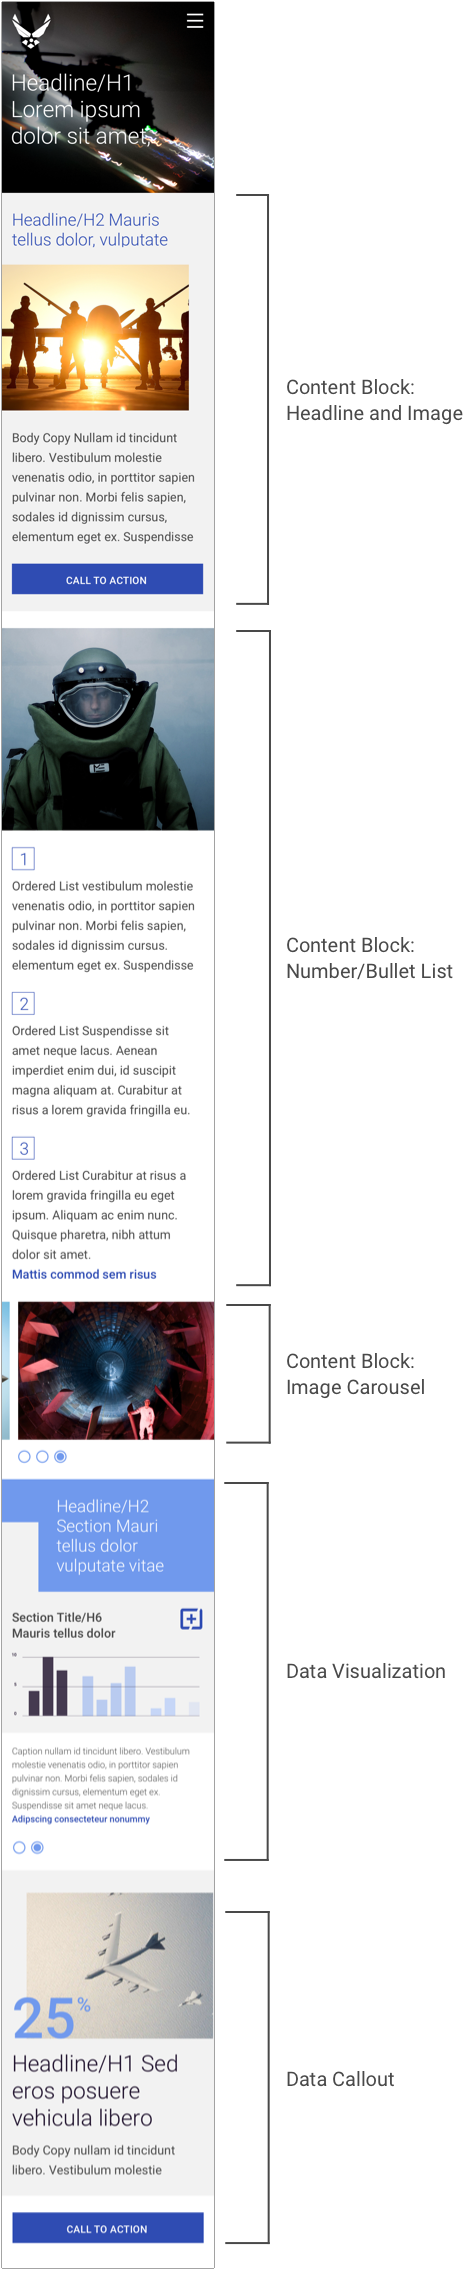 Headline/H1
Lorem ipsum
dolor sit amet,
Headline/H2 Mauris
tellus dolor, vulputate
Content Block:
Headline and Image
Body Copy Nullam id tincidunt
libero. Vestibulum molestie
venenatis odio, in porttitor sapien
pulvinar non. Morbi felis sapien,
sodales id dignissim cursus,
elementum eget ex. Suspendisse
CALL TO ACTION
1
Ordered List vestibulum molestie
venenatis odio, in porttitor sapien
pulvinar non. Morbi felis sapien,
sodales id dignissim cursus.
elementum eget ex. Suspendisse
Content Block:
Number/Bullet List
2
Ordered List Suspendisse sit
amet neque lacus. Aenean
imperdiet enim dui, id suscipit
magna aliquam at. Curabitur at
risus a lorem gravida fringilla eu.
3
Ordered List Curabitur at risus a
lorem gravida fringilla eu eget
ipsum. Aliquam ac enim nunc.
Quisque pharetra, nibh attum
dolor sit amet.
Mattis commod sem risus
Content Block:
Image Carousel
Headline/H2
Section Mauri
tellus dolor
vulputate vitae
Section Title/H6
Mauris tellus dolor
10
5
0
Data Visualization
Caption nullam id tincidunt libero. Vestibulum
molestie venenatis odio, in porttitor sapien
pulvinar non. Morbi felis sapien, sodales id
dignissim cursus, elementum eget ex.
Suspendisse sit amet neque lacus.
Adipscing consecteteur nonummy
25%
Headline/H1 Sed
eros posuere
vehicula libero
Data Callout
Body Copy nullam id tincidunt
libero. Vestibulum molestie
CALL TO ACTION